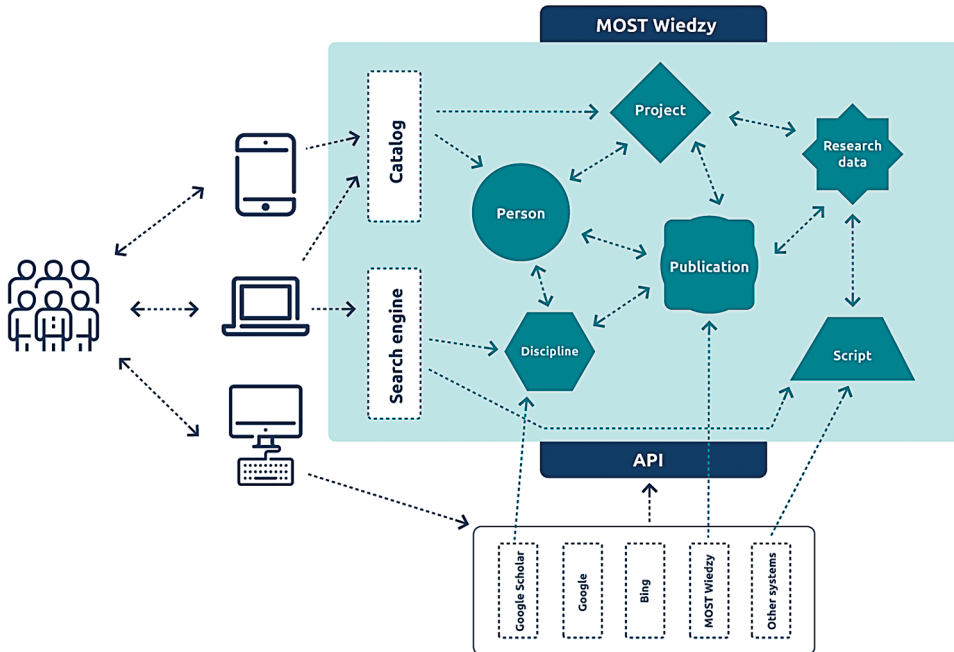 MOST Wiedzy
Catalog
Project
Research
data
Person
Publication
Search engine
Discipline
Script
API
Google Scholar
Google
Bing
MOST Wiedzy
Other systems